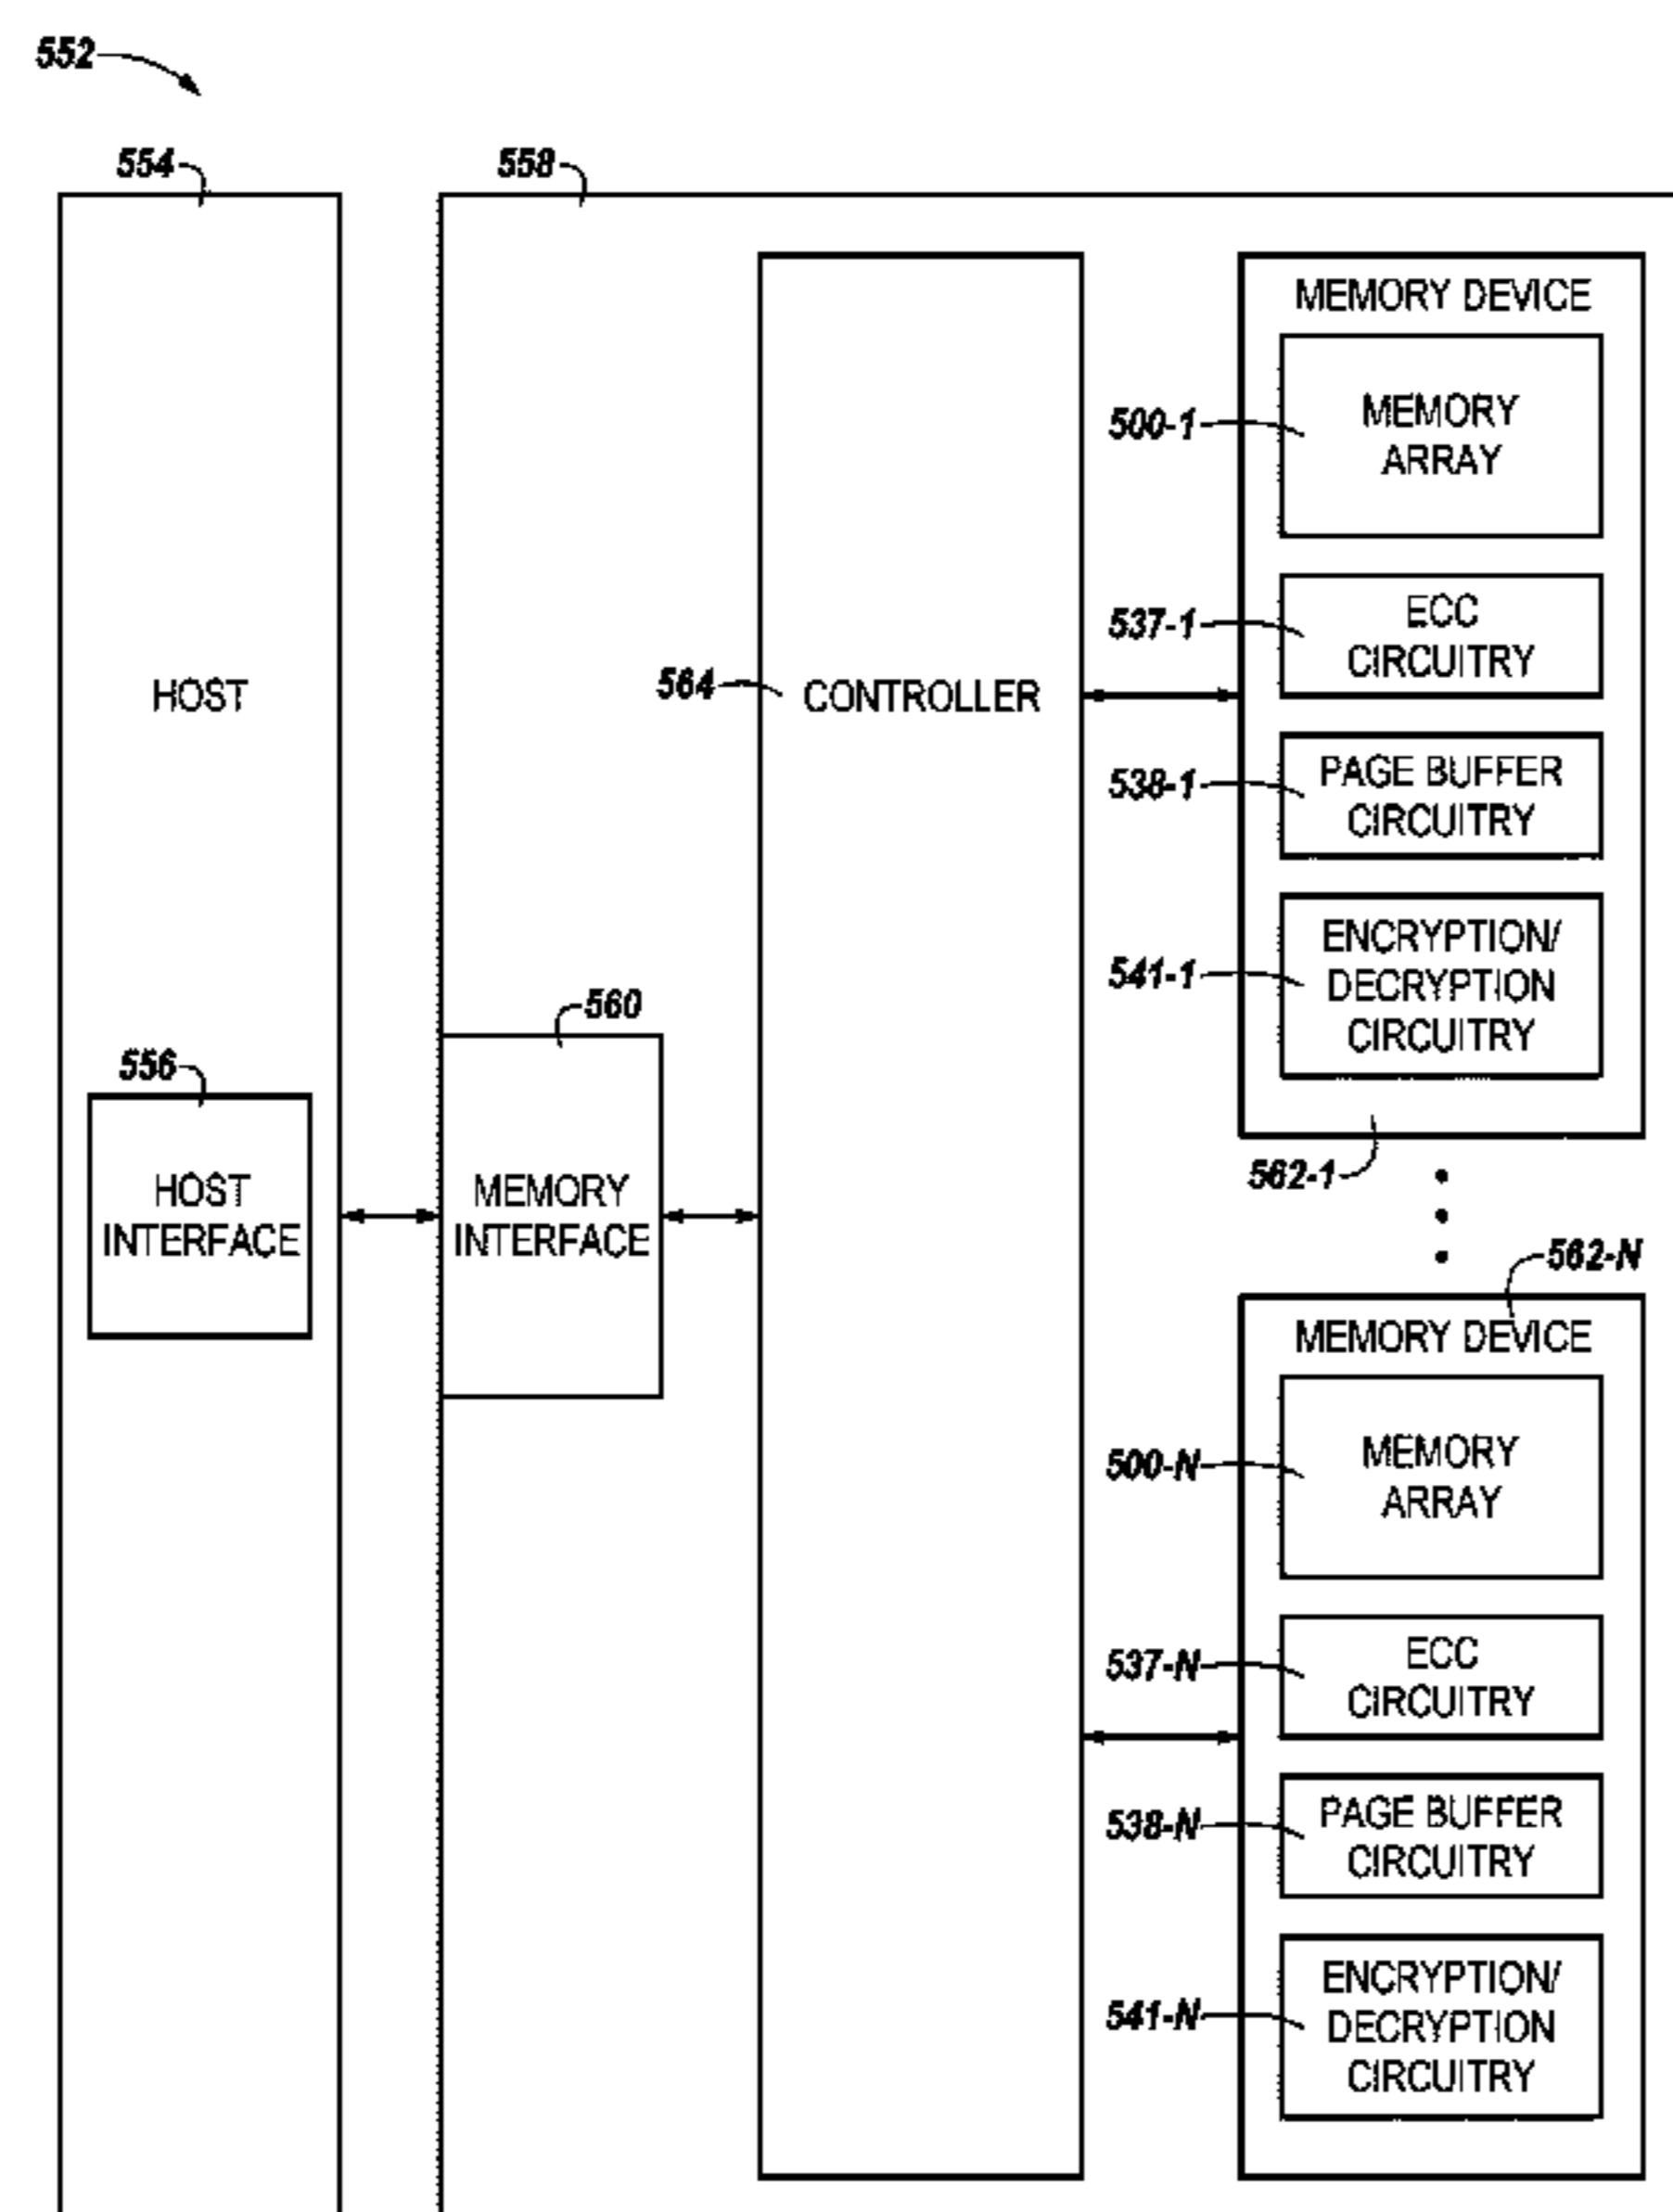 552
554
558
MEMORY DEVICE
500-1
MEMORY
ARRAY
537-1
ECC
CIRCUITRY
HOST
564
CONTROLLER
538-1
PAGE BUFFER
CIRCUITRY
541-1
ENCRYPTION/
DECRYPTION
CIRCUITRY
560
556
HOST
INTERFACE
MEMORY
INTERFACE
562-1
562-N
MEMORY DEVICE
500-N
MEMORY
ARRAY
537-N
ECC
CIRCUITRY
538-N
PAGE BUFFER
CIRCUITRY
541-N
ENCRYPTION/
DECRYPTION
CIRCUITRY